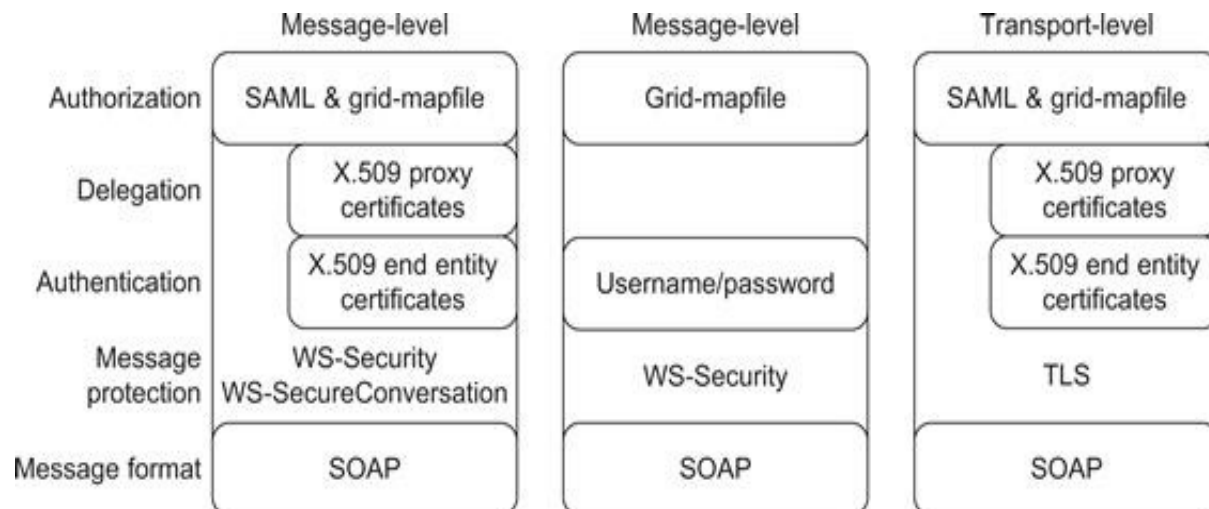 Message-level Message-level Transport-level
Authorization SAML & grid-mapfile Grid-mapfile SAML & grid-mapfile
Delegation X.509 proxy certificates X.509 proxy certificates
Authentication X.509 end entity certificates Username/password X.509 end entity certificates
Message protection WS-Security WS-SecureConversation WS-Security TLS
Message format SOAP SOAP SOAP